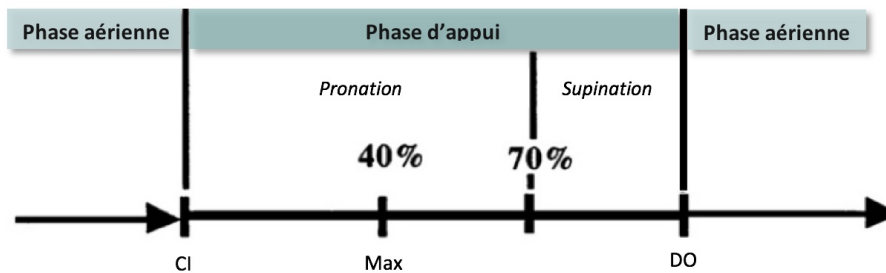 Phase aérienne Phase d’appui Phase aérienne
Pronation Supination
40% 70%
CI Max DO